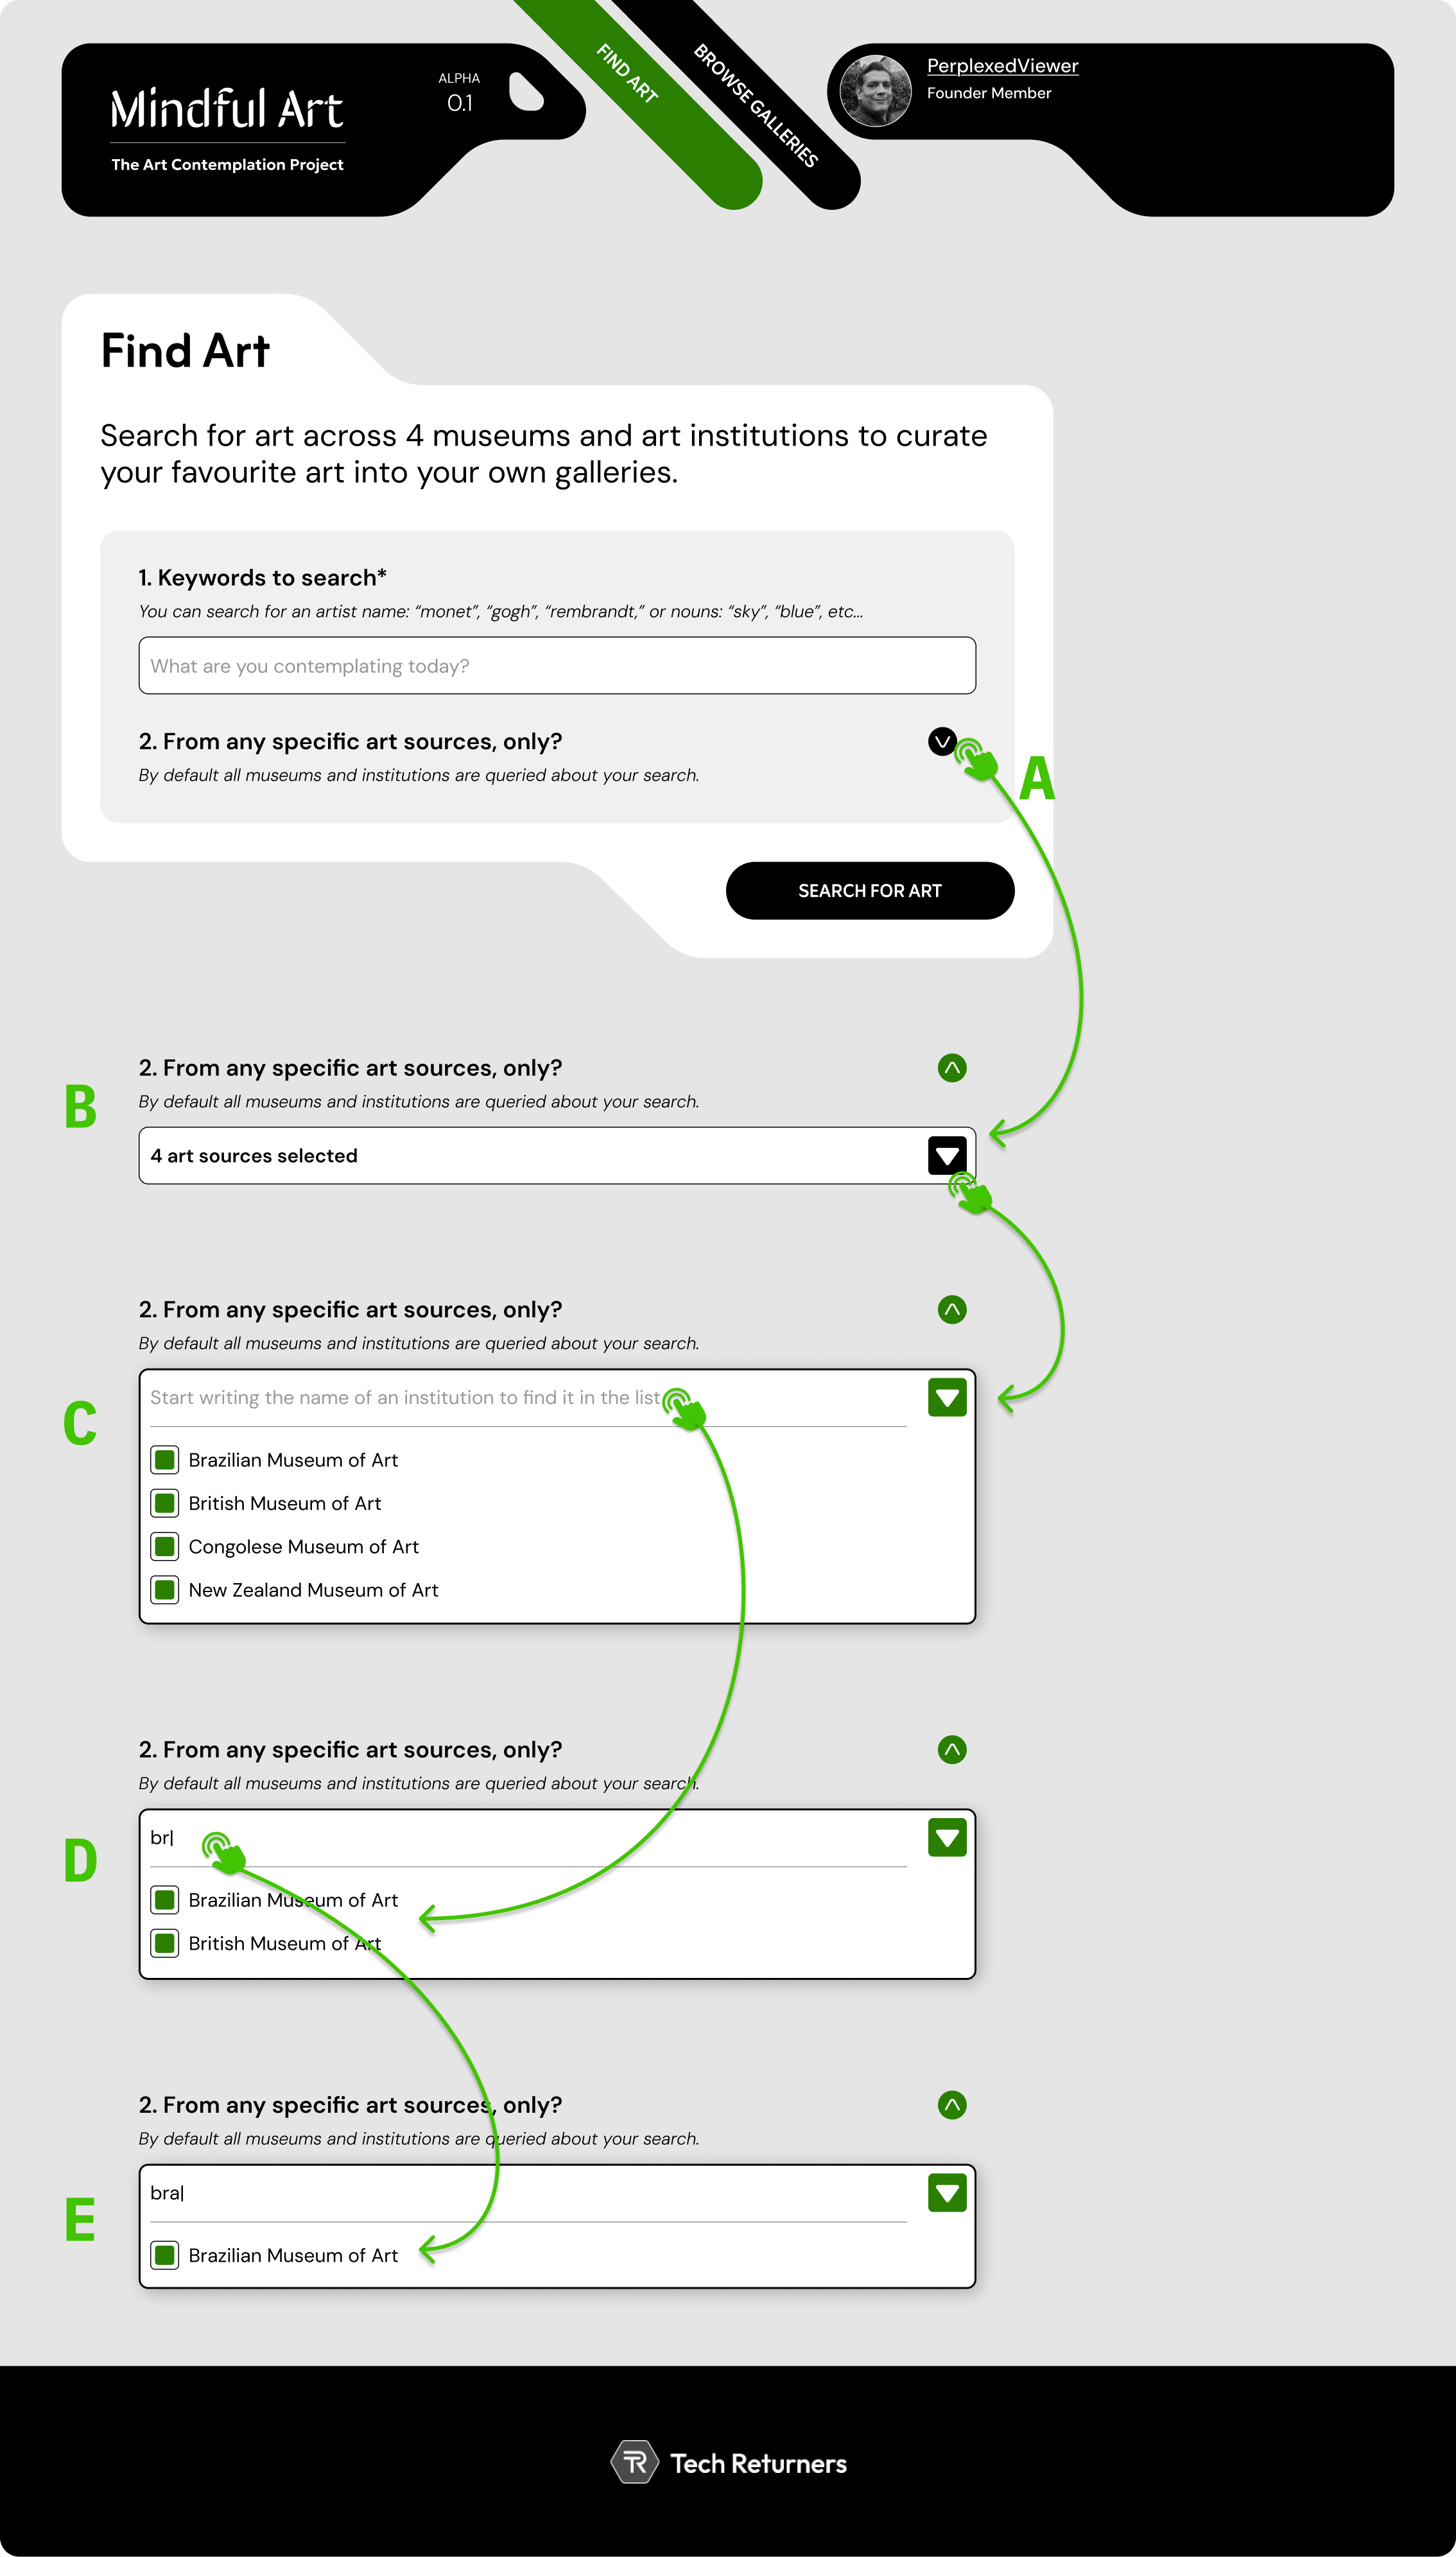 Mindful Art
The Art Contemplation Project
ALPHA
0.1
FIND ART
BROWSE GALLERIES
PerplexedViewer
Founder Member
Find Art
Search for art across 4 museums and art institutions to curate
your favourite art into your own galleries.
1. Keywords to search*
You can search for an artist name: “monet”, “gogh”, “rembrandt,” or nouns: “sky”, “blue”, etc...
What are you contemplating today?
2. From any specific art sources, only?
By default all museums and institutions are queried about your search.
A
SEARCH FOR ART
B
2. From any specific art sources, only?
By default all museums and institutions are queried about your search.
4 art sources selected
C
2. From any specific art sources, only?
By default all museums and institutions are queried about your search.
Start writing the name of an institution to find it in the list
Brazilian Museum of Art
British Museum of Art
Congolese Museum of Art
New Zealand Museum of Art
D
2. From any specific art sources, only?
By default all museums and institutions are queried about your search.
br|
Brazilian Museum of Art
British Museum of Art
E
2. From any specific art sources, only?
By default all museums and institutions are queried about your search.
bra|
Brazilian Museum of Art
TR Tech Returners